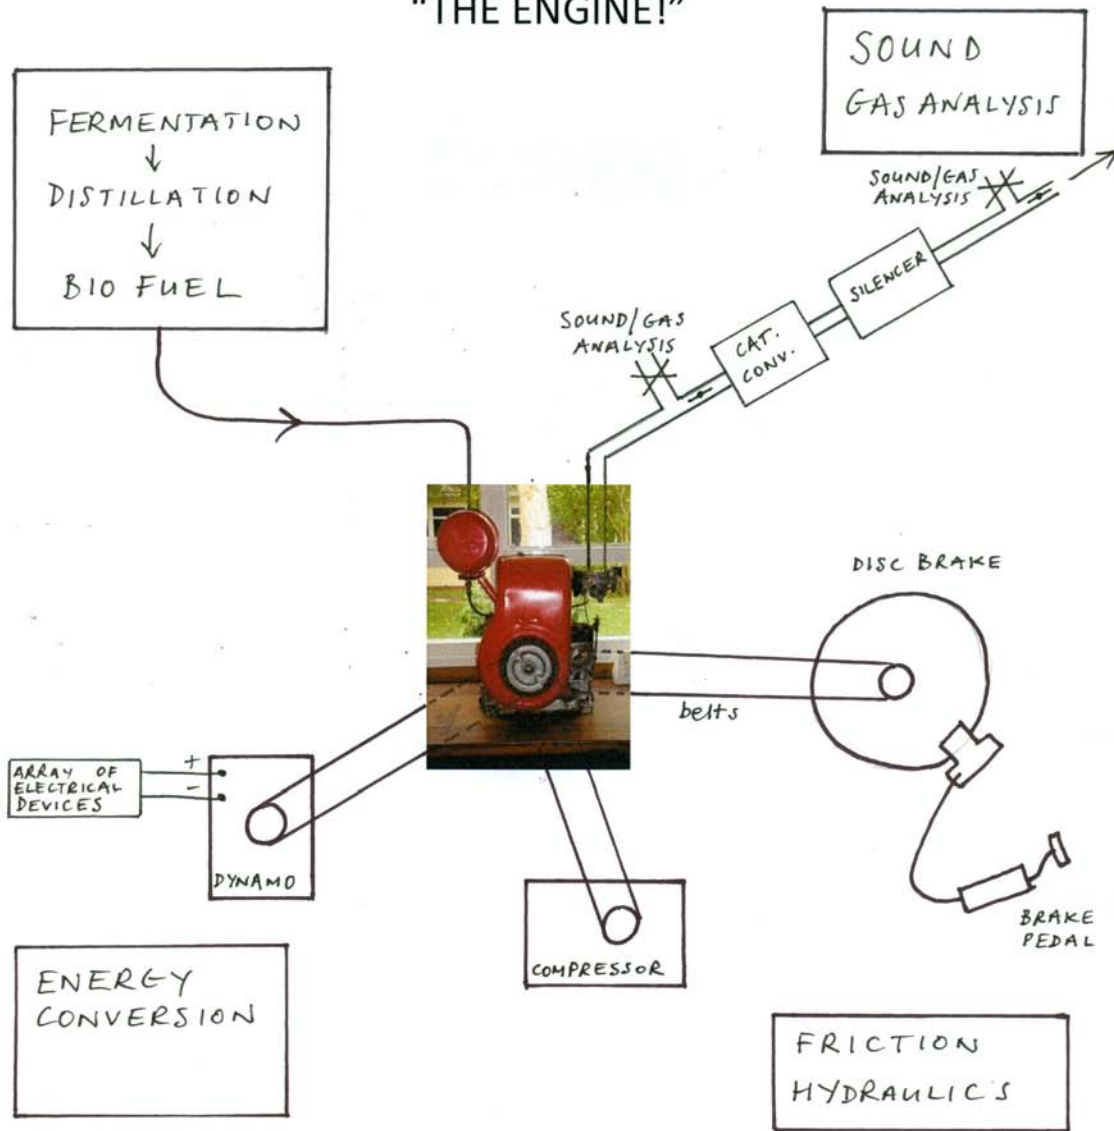 "THE ENGINE!"
SOUND
GAS ANALYSIS
FERMENTATION
DISTILLATION
BIO FUEL
SOUND/GAS
ANALYSIS
SILENCER
SOUND/GAS
ANALYSIS
CAT.
CONV.
DISC BRAKE
belts
ARRAY OF
ELECTRICAL
DEVICES
+
-
DYNAMO
COMPRESSOR
BRAKE
PEDAL
ENERGY
CONVERSION
FRICTION
HYDRAULIC'S